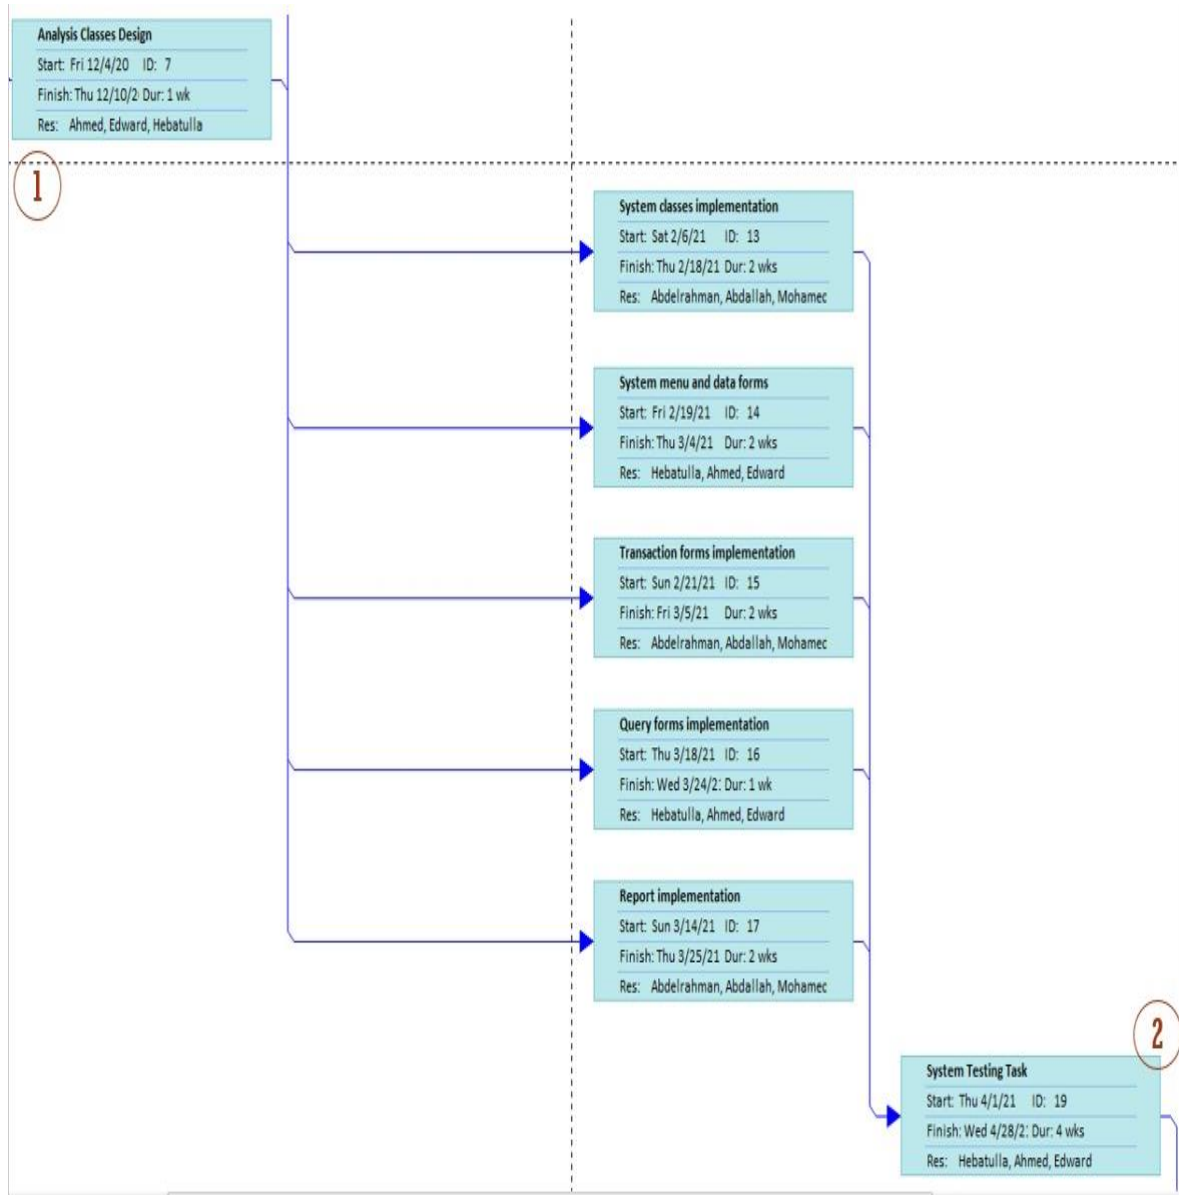 Analysis Classes Design
Start: Fri 12/4/20 ID: 7
Finish: Thu 12/10/2 Dur: 1 wk
Res: Ahmed, Edward, Hebatulla
1
System classes implementation
Start: Sat 2/6/21 ID: 13
Finish: Thu 2/18/21 Dur: 2 wks
Res: Abdelrahman, Abdallah, Mohamec
System menu and data forms
Start: Fri 2/19/21 ID: 14
Finish: Thu 3/4/21 Dur: 2 wks
Res: Hebatulla, Ahmed, Edward
Transaction forms implementation
Start: Sun 2/21/21 ID: 15
Finish: Fri 3/5/21 Dur: 2 wks
Res: Abdelrahman, Abdallah, Mohamec
Query forms implementation
Start: Thu 3/18/21 ID: 16
Finish: Wed 3/24/2: Dur: 1 wk
Res: Hebatulla, Ahmed, Edward
Report implementation
Start: Sun 3/14/21 ID: 17
Finish: Thu 3/25/21 Dur: 2 wks
Res: Abdelrahman, Abdallah, Mohamec
2
System Testing Task
Start: Thu 4/1/21 ID: 19
Finish: Wed 4/28/2: Dur: 4 wks
Res: Hebatulla, Ahmed, Edward